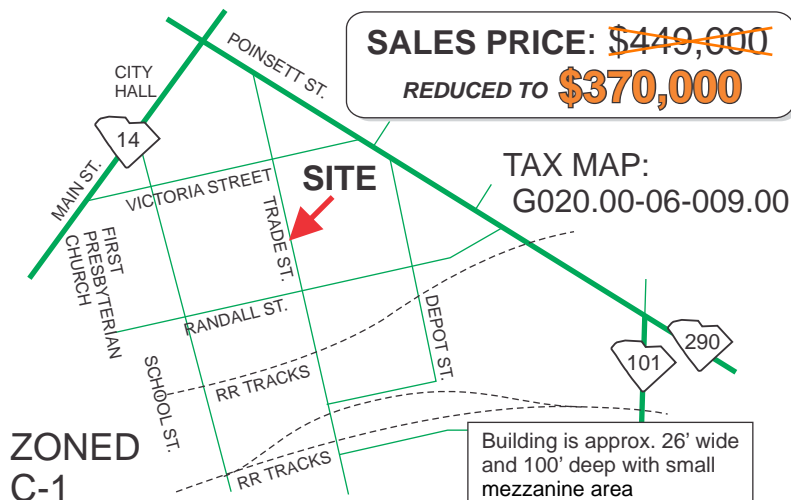 SALES PRICE: $449,000
REDUCED TO $370,000
POINSETT ST.
CITY
HALL
14
MAIN ST.
VICTORIA STREET
SITE
TRADE ST.
TAX MAP:
G020.00-06-009.00
FIRST
PRESBYTERIAN
CHURCH
RANDALL ST.
DEPOT ST.
SCHOOL ST.
RR TRACKS
101
290
RR TRACKS
ZONED
C-1
Building is approx. 26’ wide
and 100’ deep with small
mezzanine area